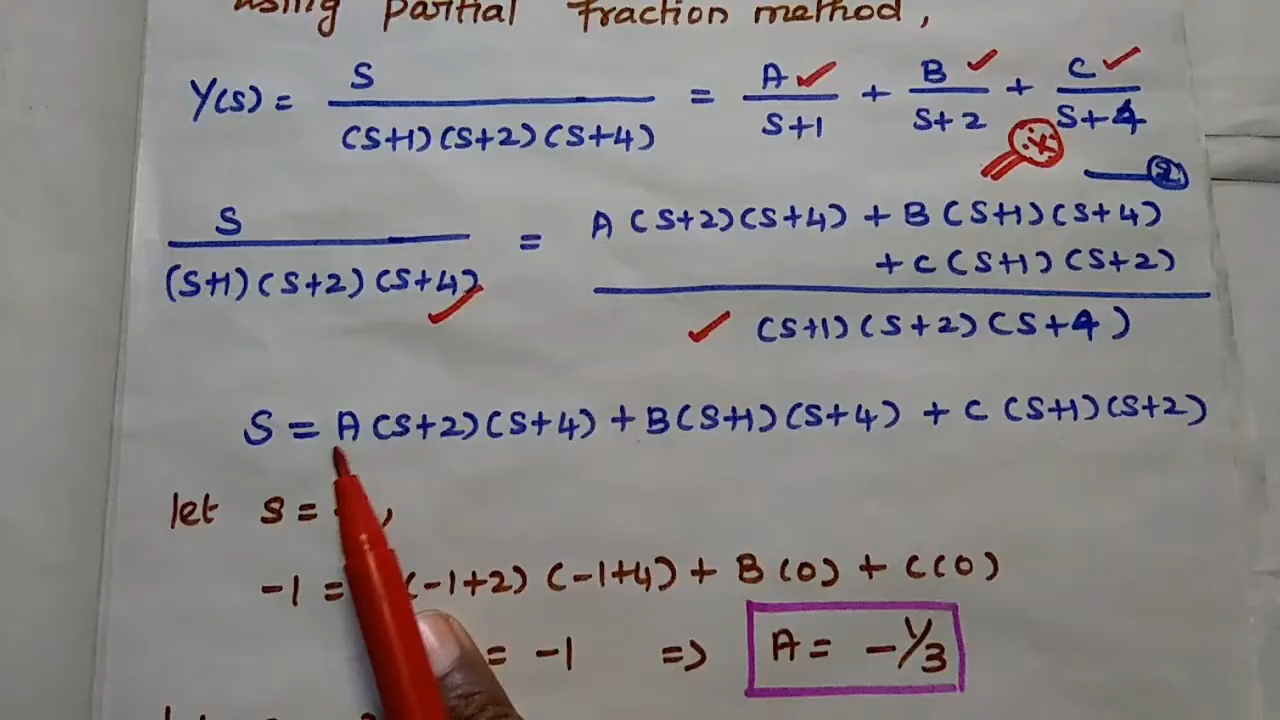 using partial fraction method,
Y(S) = S / (S+1)(S+2)(S+4) = A / S+1 + B / S+2 + C / S+4
2
S / (S+1)(S+2)(S+4) = A(S+2)(S+4) + B(S+1)(S+4) + C(S+1)(S+2) / (S+1)(S+2)(S+4)
S = A(S+2)(S+4) + B(S+1)(S+4) + C(S+1)(S+2)
let S = ,
-1 = (-1+2)(-1+4) + B(0) + C(0)
= -1 => A = -1/3